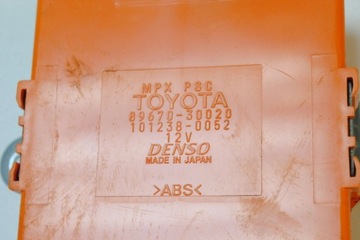 MPX PSC
TOYOTA
89670-30020
101238-0052
12V
DENSO
MADE IN JAPAN
>ABS<